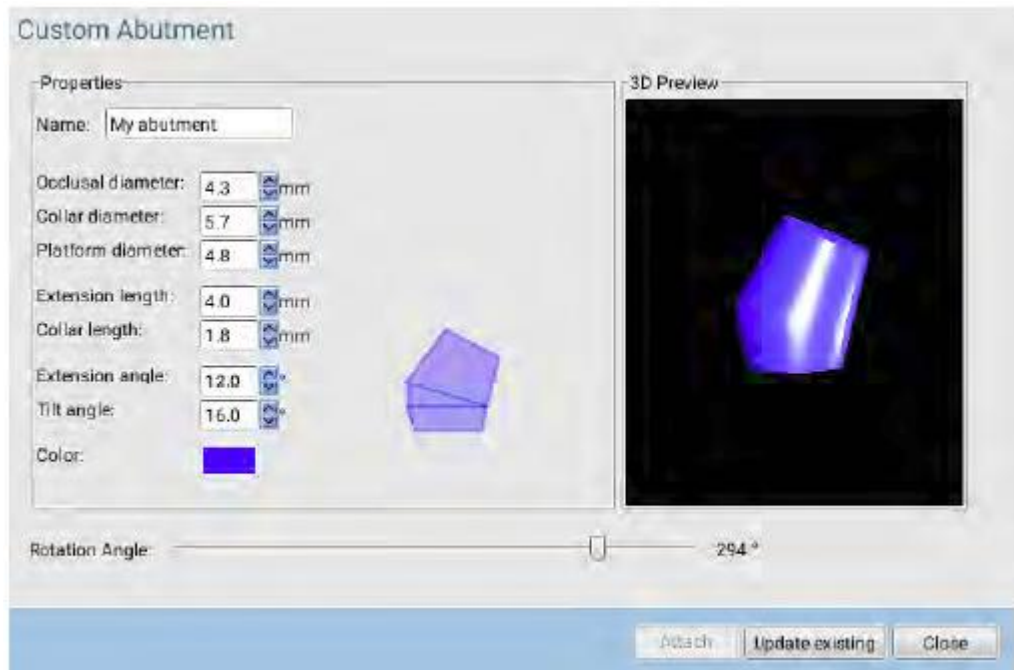 Custom Abutment
Properties
Name: My abutment
Occlusal diameter: 4.3 mm
Collar diameter: 5.7 mm
Platform diameter: 4.8 mm
Extension length: 4.0 mm
Collar length: 1.8 mm
Extension angle: 12.0 °
Tilt angle: 16.0 °
Color:
3D Preview
Rotation Angle: 294 °
Attach Update existing Close